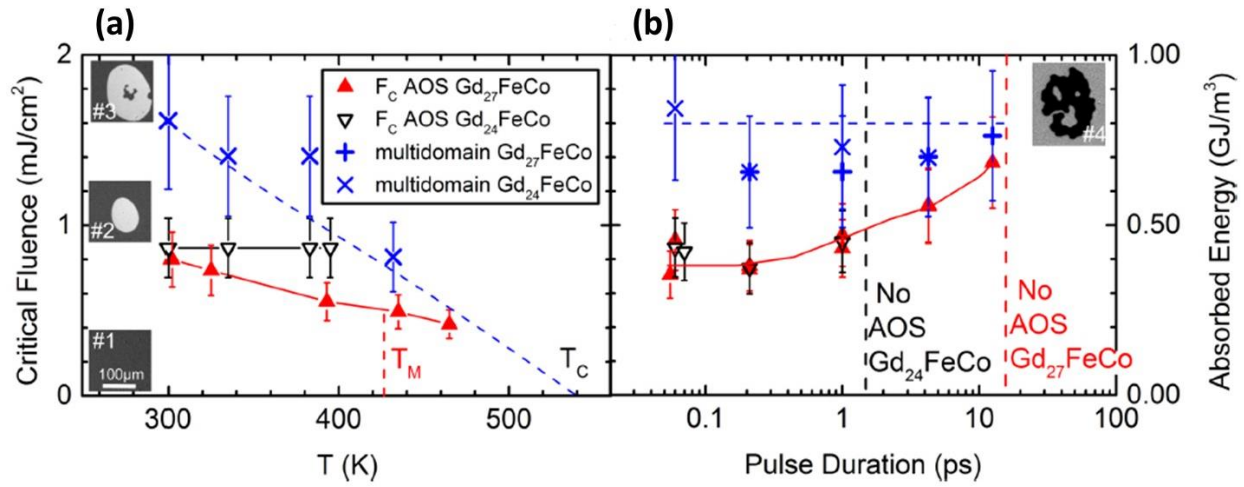 (a)
(b)
2
1
0
Critical Fluence (mJ/cm²)
#3
#2
#1
100μm
F_C AOS Gd₂₇FeCo
F_C AOS Gd₂₄FeCo
multidomain Gd₂₇FeCo
multidomain Gd₂₄FeCo
T_M
T_C
300
400
500
T (K)
#4
No
AOS
Gd₂₄FeCo
No
AOS
Gd₂₇FeCo
0.1
1
10
100
Pulse Duration (ps)
1.00
0.50
0.00
Absorbed Energy (GJ/m³)